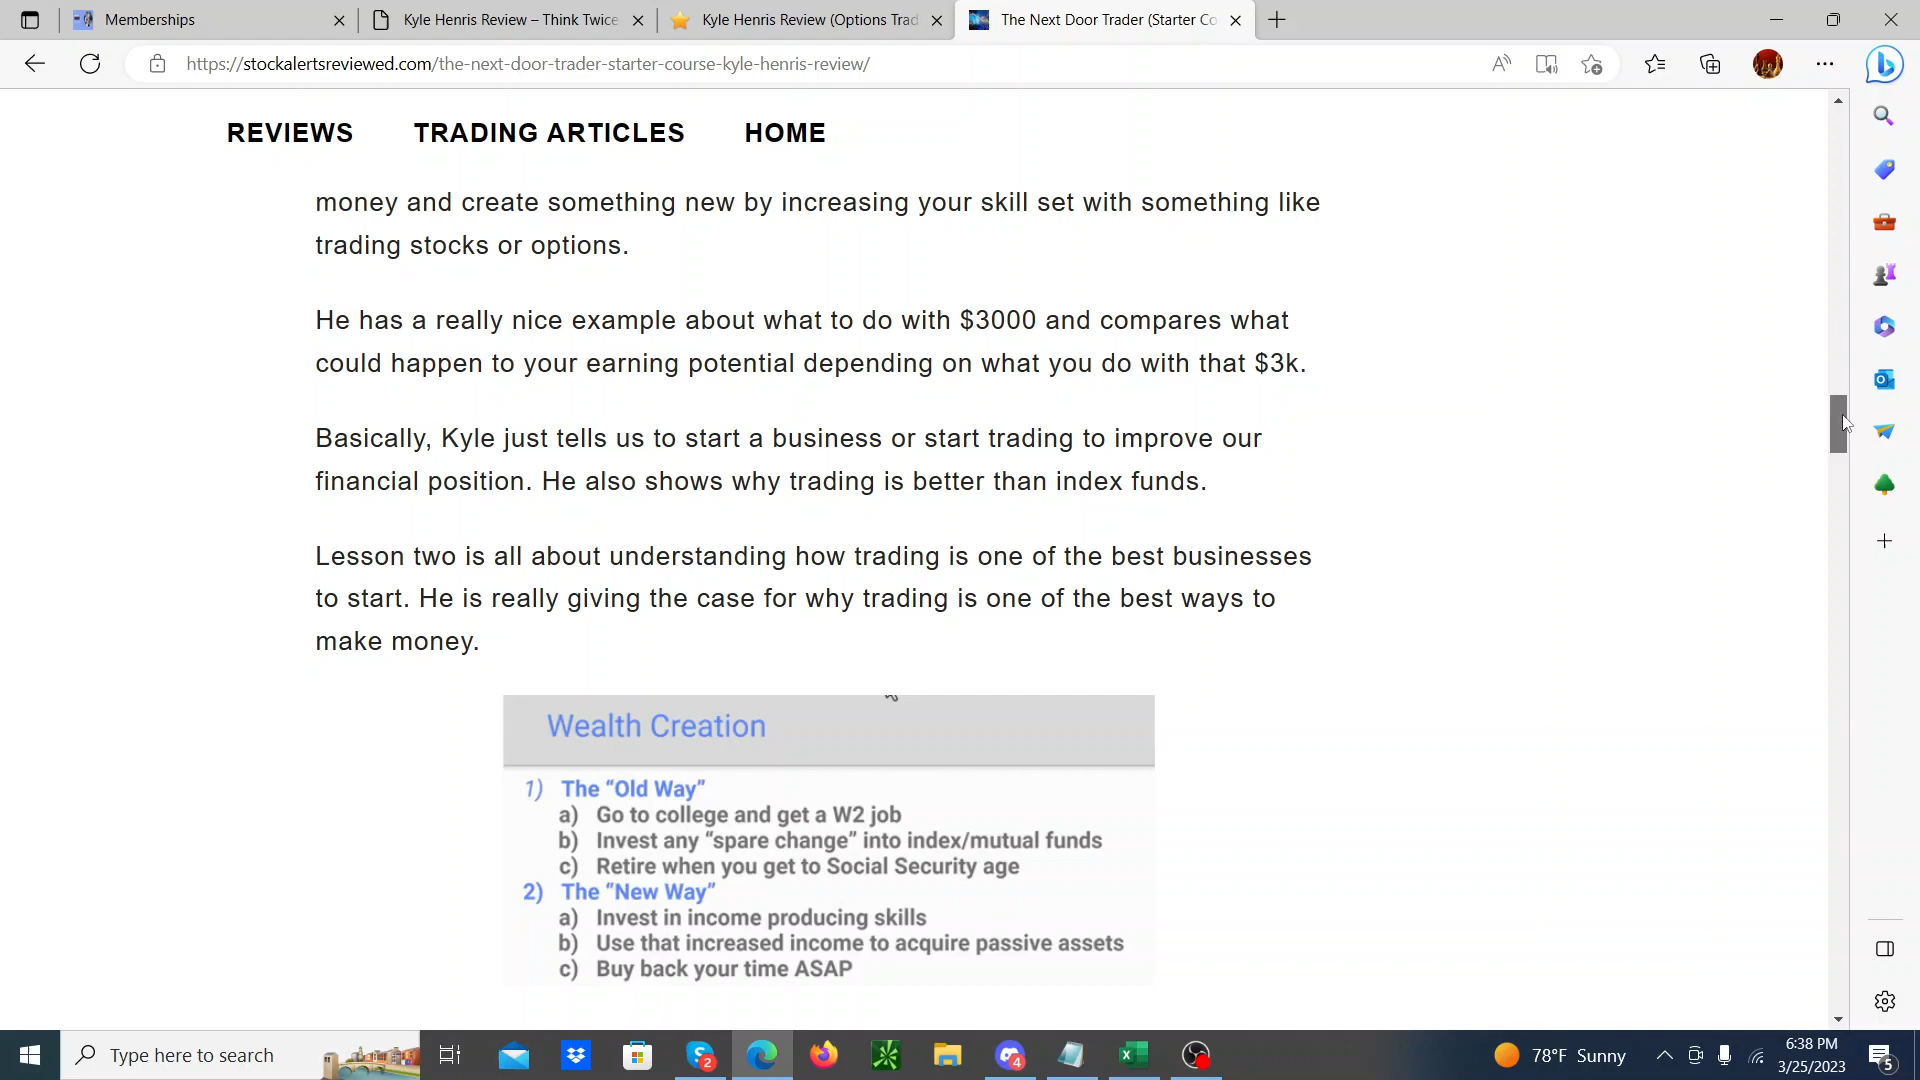 Memberships
Kyle Henris Review – Think Twice
Kyle Henris Review (Options Trad
The Next Door Trader (Starter Co
https://stockalertsreviewed.com/the-next-door-trader-starter-course-kyle-henris-review/
REVIEWS TRADING ARTICLES HOME
money and create something new by increasing your skill set with something like
trading stocks or options.
He has a really nice example about what to do with $3000 and compares what
could happen to your earning potential depending on what you do with that $3k.
Basically, Kyle just tells us to start a business or start trading to improve our
financial position. He also shows why trading is better than index funds.
Lesson two is all about understanding how trading is one of the best businesses
to start. He is really giving the case for why trading is one of the best ways to
make money.
Wealth Creation
1) The “Old Way”
a) Go to college and get a W2 job
b) Invest any “spare change” into index/mutual funds
c) Retire when you get to Social Security age
2) The “New Way”
a) Invest in income producing skills
b) Use that increased income to acquire passive assets
c) Buy back your time ASAP
Type here to search
2
4
78°F Sunny
6:38 PM
3/25/2023
5